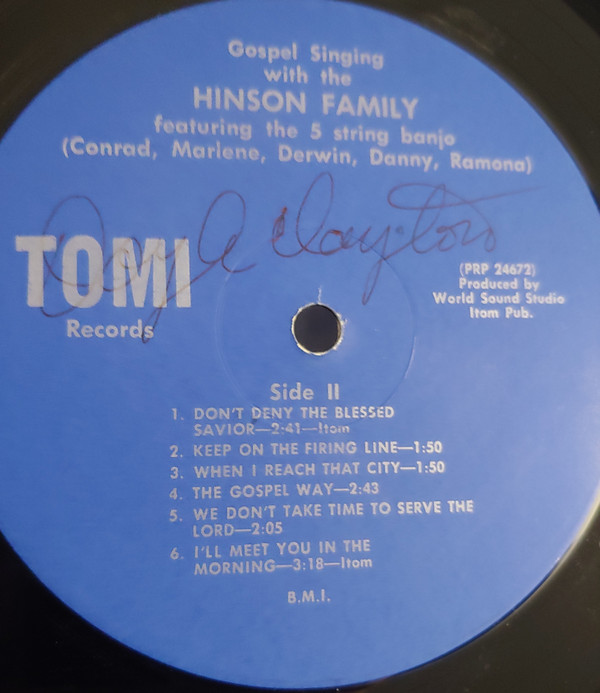 Gospel Singing
with the
HINSON FAMILY
featuring the 5 string banjo
(Conrad, Marlene, Derwin, Danny, Ramona)
Clayton
TOMI
Records
(PRP 24672)
Produced by
World Sound Studio
Itom Pub.
Side II
1. DON'T DENY THE BLESSED
SAVIOR—2:41—Itom
2. KEEP ON THE FIRING LINE—1:50
3. WHEN I REACH THAT CITY—1:50
4. THE GOSPEL WAY—2:43
5. WE DON'T TAKE TIME TO SERVE THE
LORD—2:05
6. I'LL MEET YOU IN THE
MORNING—3:18—Itom
B.M.I.